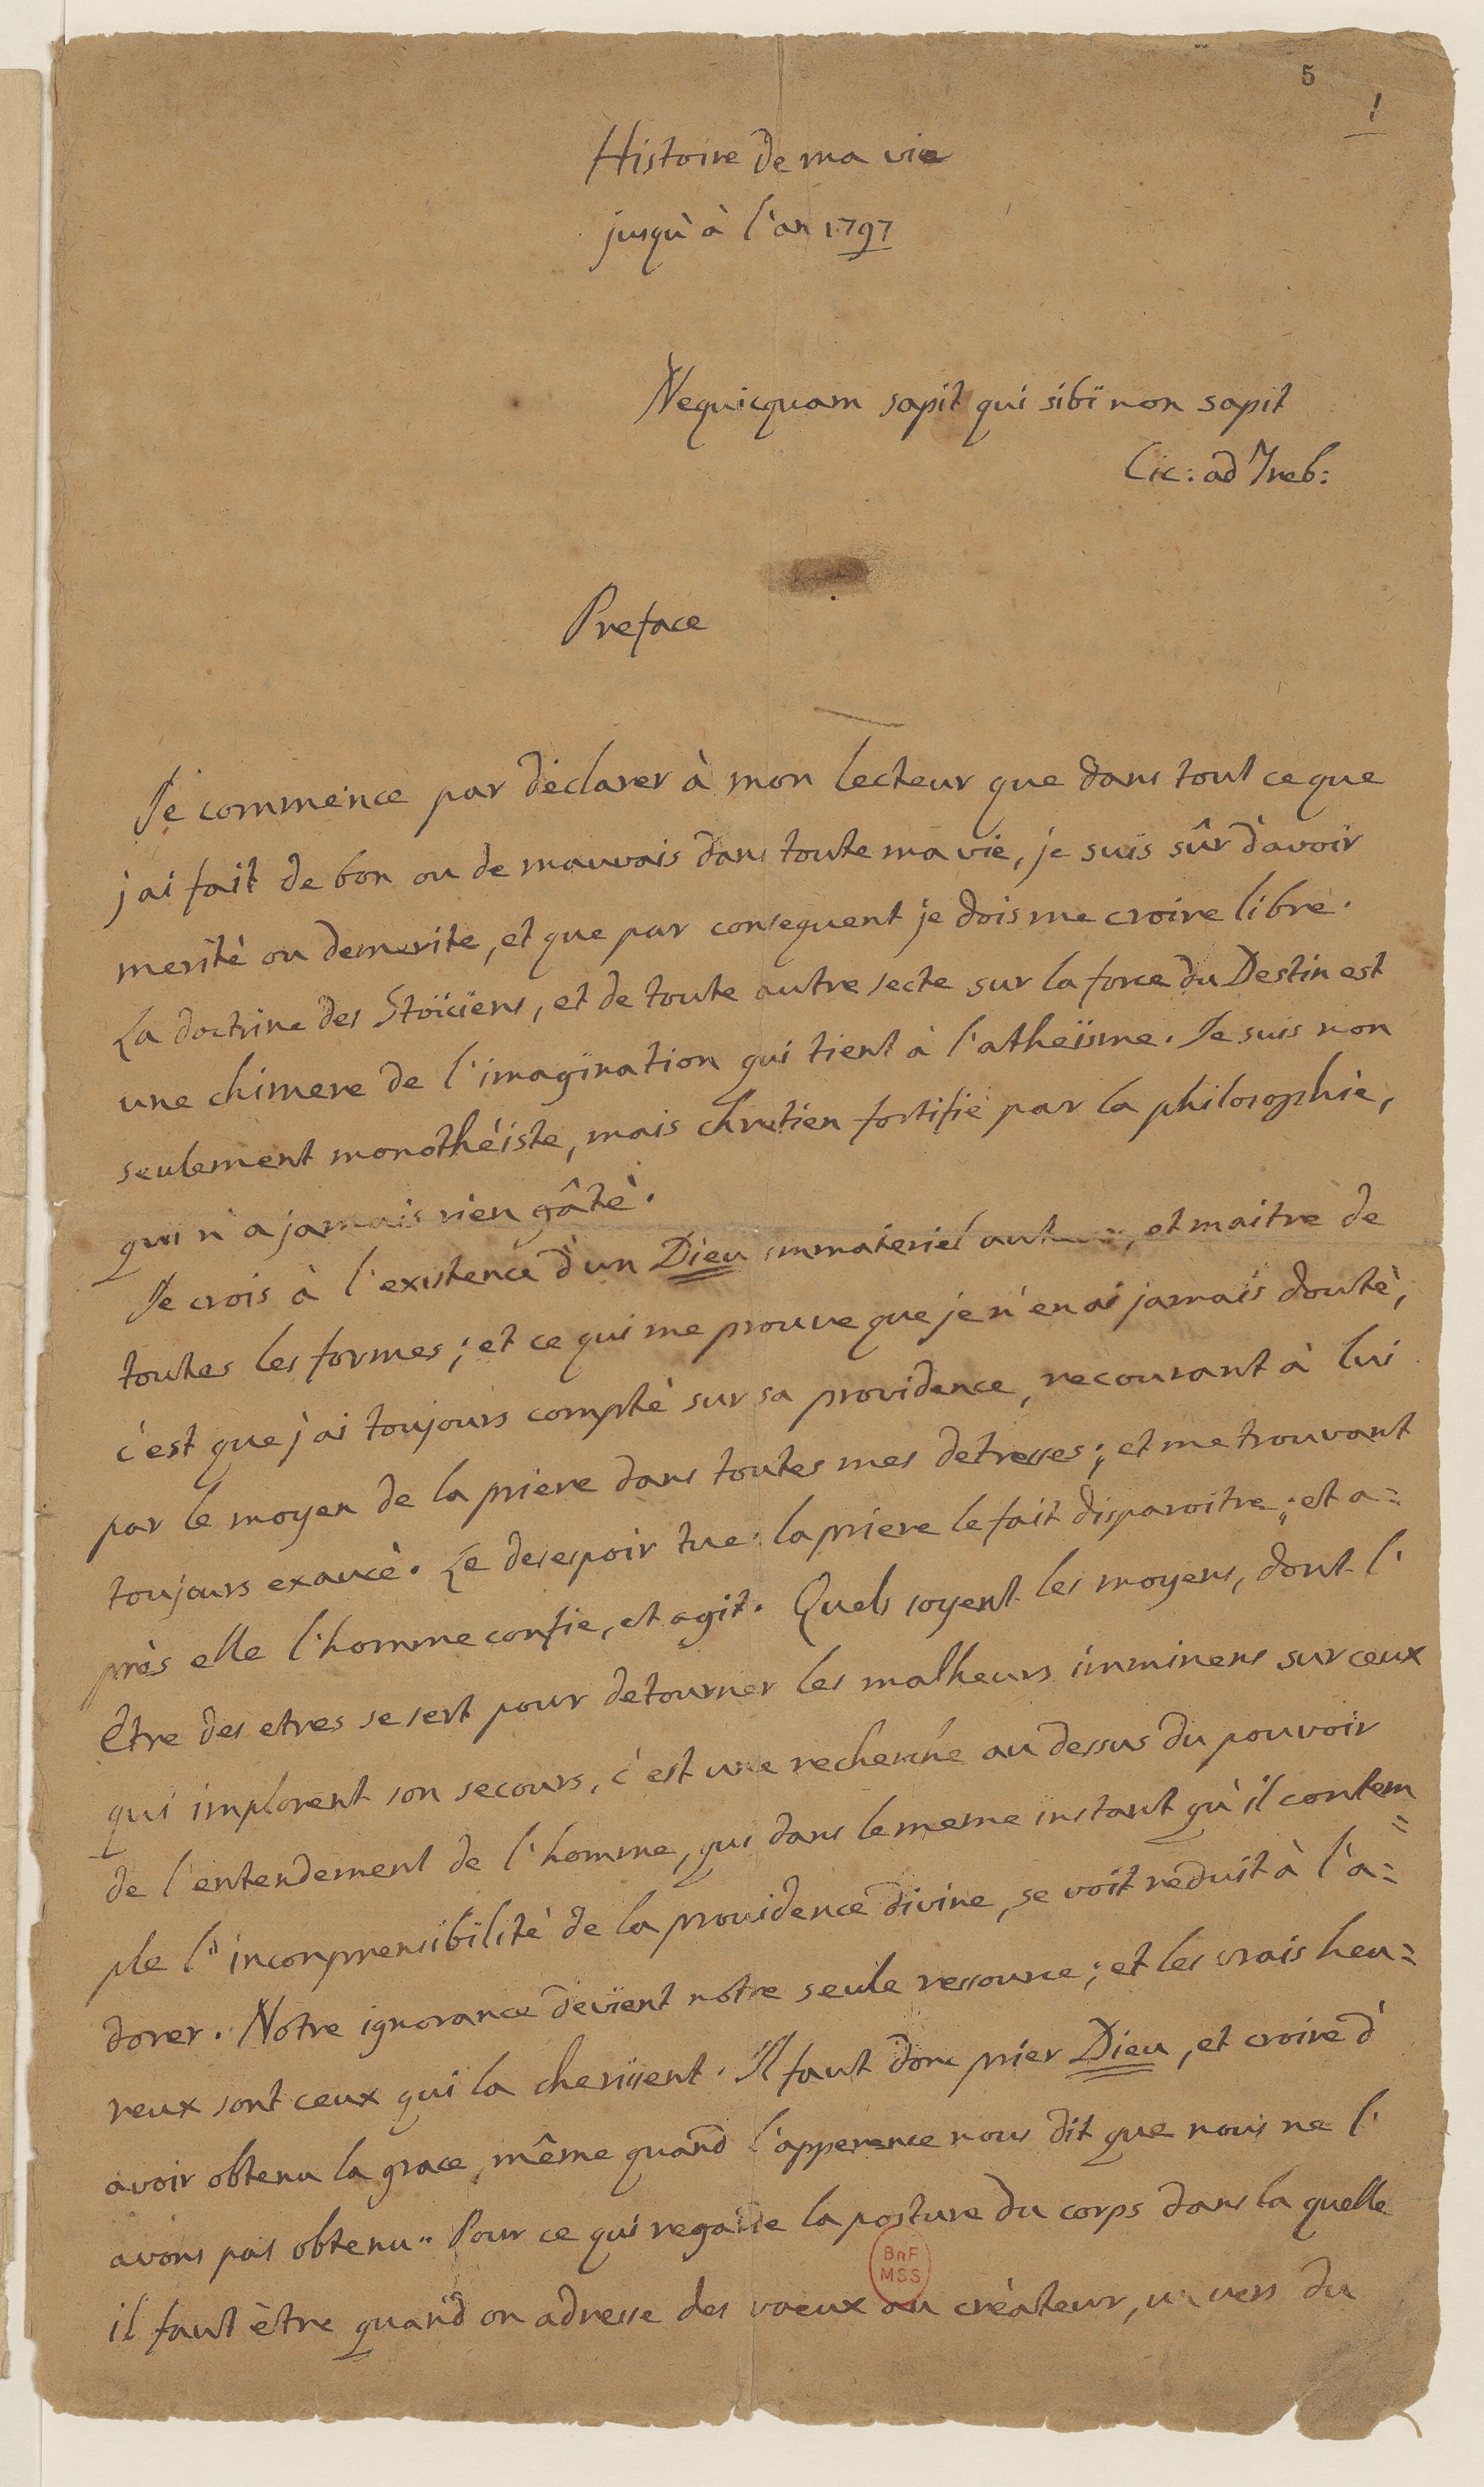 5
1
Histoire de ma vie
jusqu'à l'an 1797
Nequicquam sapit qui sibi non sapit
Cic: ad Treb:
Preface
Je commence par déclarer à mon lecteur que dans tout ce que
j'ai fait de bon ou de mauvais dans toute ma vie, je suis sûr d'avoir
merité ou demerite, et que par consequent je dois me croire libre.
La doctrine des Stoïciens, et de toute autre secte sur la force du Destin est
une chimere de l'imagination qui tient à l'atheïsme. Je suis non
seulement monothéiste, mais chretien fortifié par la philosophie,
qui n'a jamais rien gâté.
Je crois à l'existence d'un Dieu immateriel auteur, et maitre de
toutes les formes; et ce qui me prouve que je n'en ai jamais douté,
c'est que j'ai toujours compté sur sa providence, recourant à lui
par le moyen de la priere dans toutes mes detresses; et me trouvant
toujours exaucé. Le desespoir tue: la priere le fait disparoitre; et a=
près elle l'homme confie, et agit. Quels soyent les moyens, dont l'
Etre des etres se sert pour detourner les malheurs imminens sur ceux
qui implorent son secours, c'est une recherche au dessus du pouvoir
de l'entendement de l'homme, qui dans le meme instant qu'il contem=
ple l'incomprensibilité de la providence divine, se voit reduit à l'a=
dorer. Notre ignorance devient notre seule ressource; et les vrais heu=
reux sont ceux qui la cherissent. Il faut donc prier Dieu, et croire d'
avoir obtenu la grace, même quand l'apperence nous dit que nous ne l'
avons pas obtenu. Pour ce qui regarde la posture du corps dans la quelle
il faut être quand on adresse des voeux au créateur, un vers du
BnF
MSS